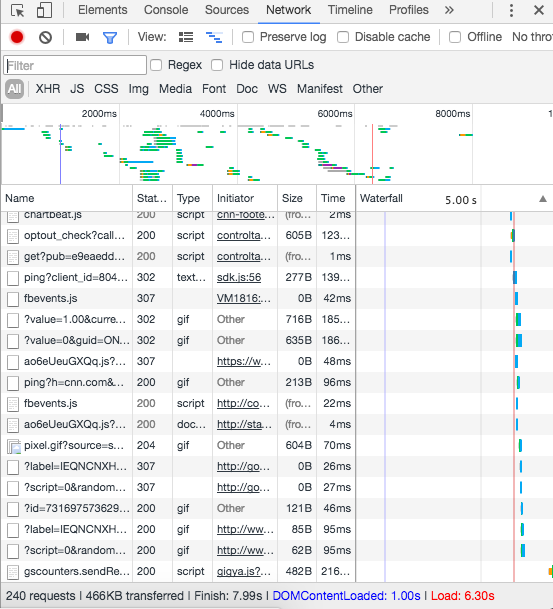 Elements Console Sources Network Timeline Profiles »
View: Preserve log Disable cache Offline No thro
Filter Regex Hide data URLs
All XHR JS CSS Img Media Font Doc WS Manifest Other
2000ms 4000ms 6000ms 8000ms 1
Name Stat... Type Initiator Size Time Waterfall 5.00 s
chartbeat.js 200 script cnn-foote... (fro... 2ms
optout_check?call... 200 script controlta... 605B 123...
get?pub=e9eaedd... 200 script controlta... (fro... 1ms
ping?client_id=804... 302 text... sdk.js:56 277B 139...
fbevents.js 307 VM1816:... 0B 42ms
?value=1.00&curre... 302 gif Other 716B 185...
?value=0&guid=ON... 302 gif Other 635B 186...
ao6eUeuGXQq.js?... 307 https://w... 0B 48ms
ping?h=cnn.com&... 200 gif Other 213B 96ms
fbevents.js 200 script http://co... (fro... 22ms
ao6eUeuGXQq.js?... 200 doc... http://sta... (fro... 4ms
pixel.gif?source=s... 204 gif Other 604B 70ms
?label=IEQNCNXH... 307 http://go... 0B 26ms
?script=0&random... 307 http://go... 0B 27ms
?id=731697573629... 200 gif Other 121B 46ms
?label=IEQNCNXH... 200 gif http://ww... 85B 95ms
?script=0&random... 200 gif http://ww... 62B 95ms
gscounters.sendRe... 200 script gigya.js?... 482B 216...
240 requests | 466KB transferred | Finish: 7.99s | DOMContentLoaded: 1.00s | Load: 6.30s